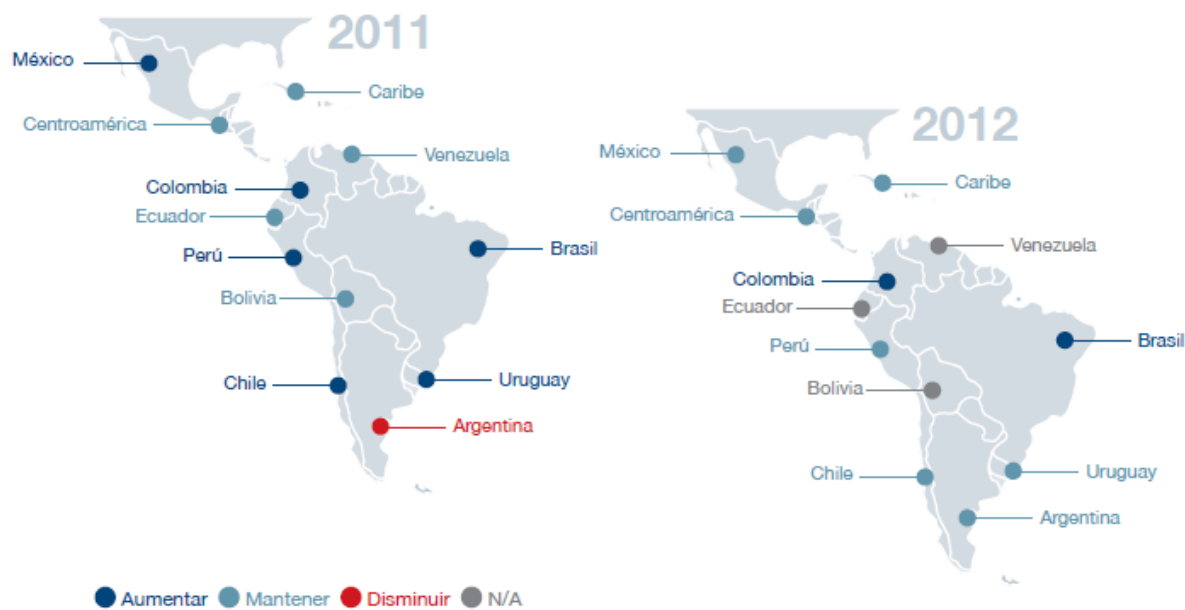 2011
México
Caribe
Centroamérica
Venezuela
Colombia
Ecuador
Perú
Brasil
Bolivia
Chile
Uruguay
Argentina
2012
México
Caribe
Centroamérica
Venezuela
Colombia
Ecuador
Brasil
Perú
Bolivia
Chile
Uruguay
Argentina
Aumentar Mantener Disminuir N/A